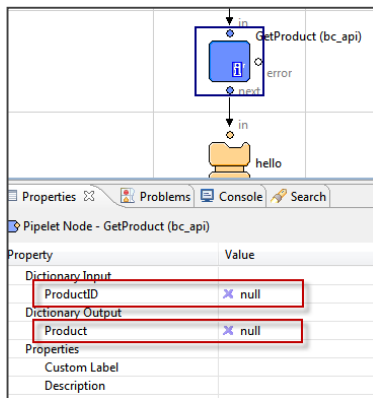 in
GetProduct (bc_api)
error
next
in
hello
Properties Problems Console Search
Pipelet Node - GetProduct (bc_api)
Property Value
Dictionary Input
ProductID null
Dictionary Output
Product null
Properties
Custom Label
Description